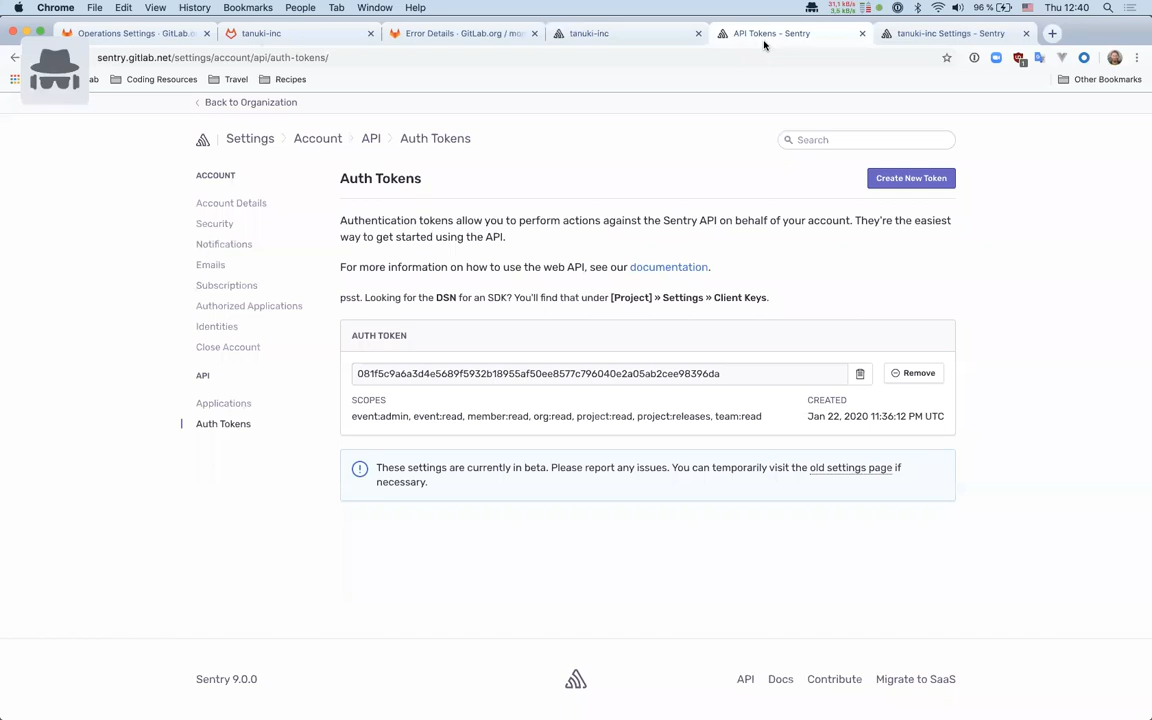 Chrome File Edit View History Bookmarks People Tab Window Help 31,1 kB/s 3,5 kB/s 96 % Thu 12:40
Operations Settings · GitLab.o tanuki-inc Error Details · GitLab.org / mo tanuki-inc API Tokens - Sentry tanuki-inc Settings - Sentry
sentry.gitlab.net/settings/account/api/auth-tokens/
ab Coding Resources Travel Recipes Other Bookmarks
Back to Organization
Settings Account API Auth Tokens Search
ACCOUNT
Account Details
Security
Notifications
Emails
Subscriptions
Authorized Applications
Identities
Close Account
API
Applications
Auth Tokens
Auth Tokens Create New Token
Authentication tokens allow you to perform actions against the Sentry API on behalf of your account. They're the easiest
way to get started using the API.
For more information on how to use the web API, see our documentation.
psst. Looking for the DSN for an SDK? You'll find that under [Project] » Settings » Client Keys.
AUTH TOKEN
081f5c9a6a3d4e5689f5932b18955af50ee8577c796040e2a05ab2cee98396da Remove
SCOPES CREATED
event:admin, event:read, member:read, org:read, project:read, project:releases, team:read Jan 22, 2020 11:36:12 PM UTC
These settings are currently in beta. Please report any issues. You can temporarily visit the old settings page if
necessary.
Sentry 9.0.0 API Docs Contribute Migrate to SaaS